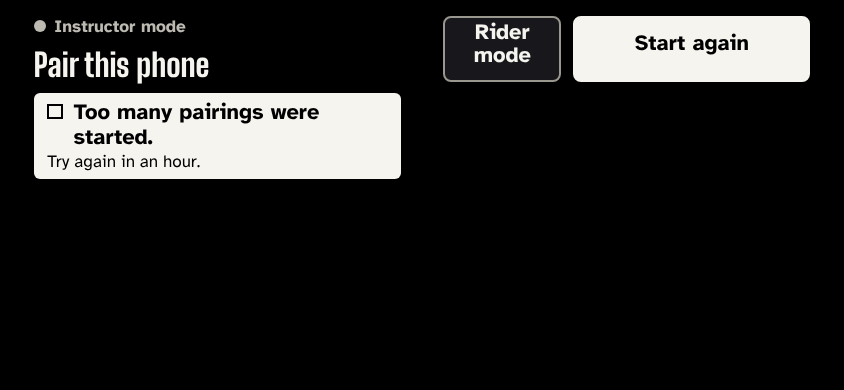 Instructor mode
Pair this phone
Too many pairings were
started.
Try again in an hour.
Rider
mode
Start again